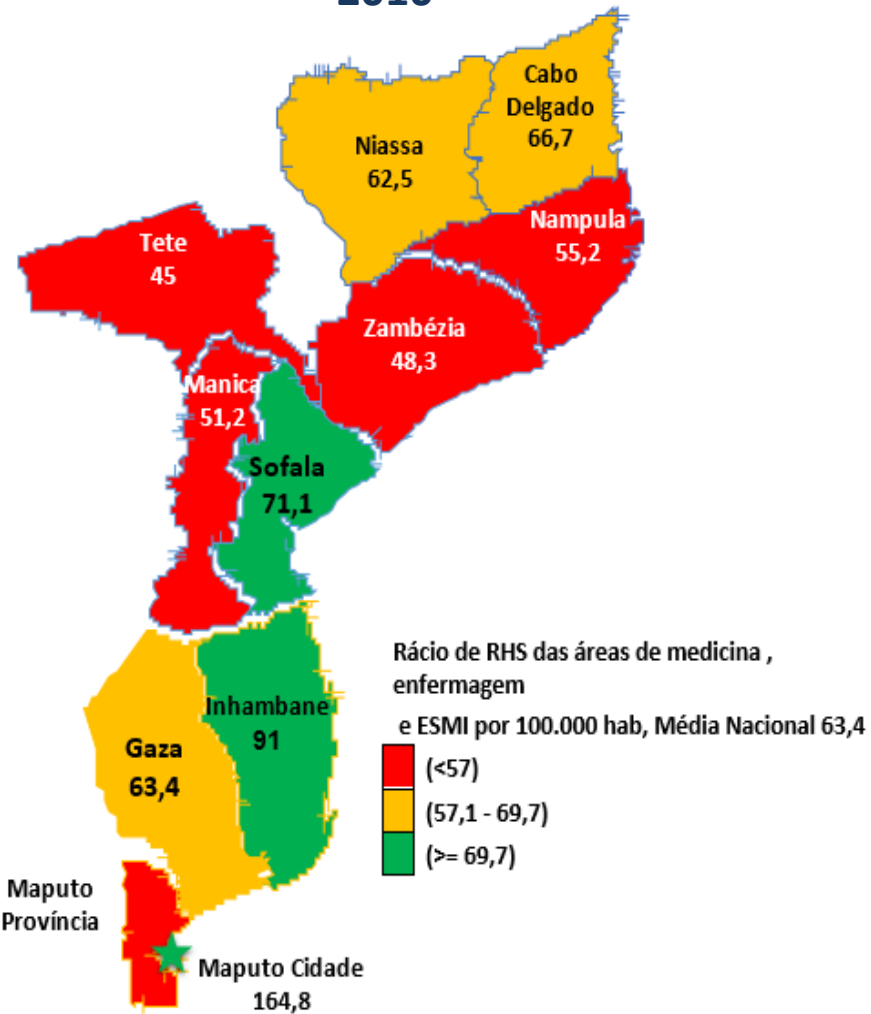 Cabo
Delgado
66,7
Niassa
62,5
Nampula
55,2
Tete
45
Zambézia
48,3
Manica
51,2
Sofala
71,1
Inhambane
91
Gaza
63,4
Rácio de RHS das áreas de medicina ,
enfermagem
e ESMI por 100.000 hab, Média Nacional 63,4
(<57)
(57,1 - 69,7)
(>= 69,7)
Maputo
Província
Maputo Cidade
164,8